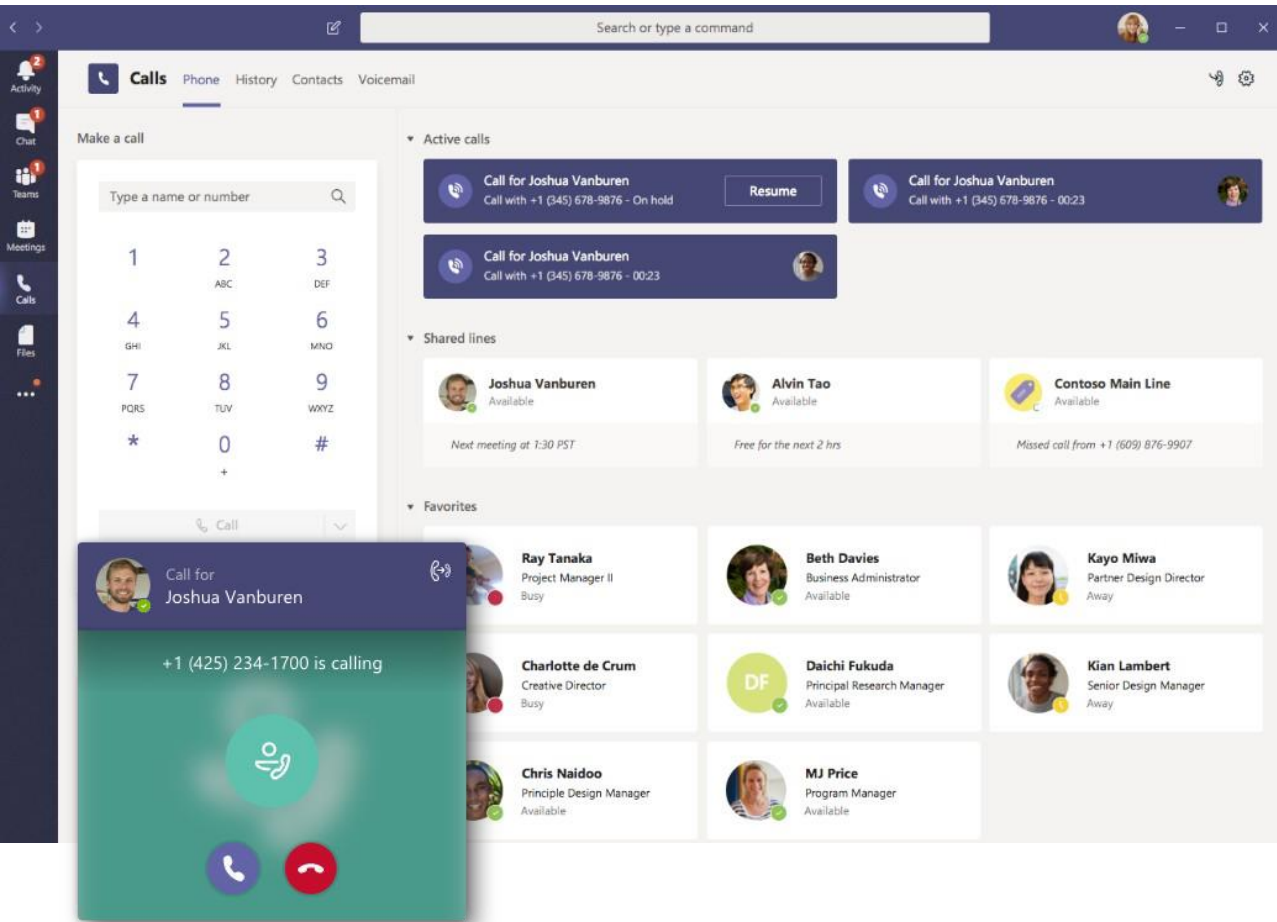 Search or type a command
2
Activity
1
Chat
1
Teams
Meetings
Calls
Files
Calls Phone History Contacts Voicemail
Make a call
Type a name or number
1 2 3
ABC DEF
4 5 6
GHI JKL MNO
7 8 9
PQRS TUV WXYZ
* 0 #
+
Call
Active calls
Call for Joshua Vanburen
Call with +1 (345) 678-9876 - On hold
Resume
Call for Joshua Vanburen
Call with +1 (345) 678-9876 - 00:23
Call for Joshua Vanburen
Call with +1 (345) 678-9876 - 00:23
Shared lines
Joshua Vanburen
Available
Next meeting at 1:30 PST
Alvin Tao
Available
Free for the next 2 hrs
Contoso Main Line
Available
Missed call from +1 (609) 876-9907
Favorites
Ray Tanaka
Project Manager II
Busy
Beth Davies
Business Administrator
Available
Kayo Miwa
Partner Design Director
Away
Charlotte de Crum
Creative Director
Busy
DF
Daichi Fukuda
Principal Research Manager
Available
Kian Lambert
Senior Design Manager
Away
Chris Naidoo
Principle Design Manager
Available
MJ Price
Program Manager
Available
Call for
Joshua Vanburen
+1 (425) 234-1700 is calling